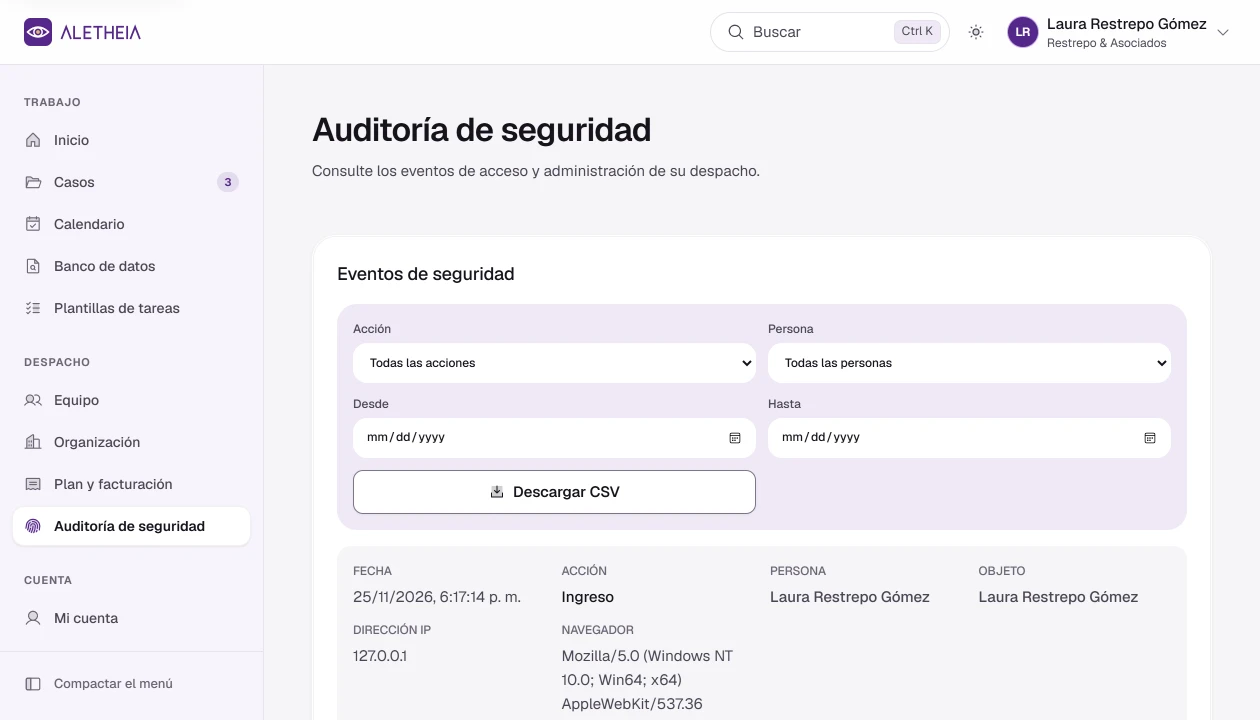 ALETHEIA
Buscar
Ctrl K
LR
Laura Restrepo Gómez
Restrepo & Asociados
TRABAJO
Inicio
Casos
3
Calendario
Banco de datos
Plantillas de tareas
DESPACHO
Equipo
Organización
Plan y facturación
Auditoría de seguridad
CUENTA
Mi cuenta
Compactar el menú
Auditoría de seguridad
Consulte los eventos de acceso y administración de su despacho.
Eventos de seguridad
Acción
Persona
Todas las acciones
Todas las personas
Desde
Hasta
mm/dd/yyyy
mm/dd/yyyy
Descargar CSV
FECHA
ACCIÓN
PERSONA
OBJETO
25/11/2026, 6:17:14 p. m.
Ingreso
Laura Restrepo Gómez
Laura Restrepo Gómez
DIRECCIÓN IP
NAVEGADOR
127.0.0.1
Mozilla/5.0 (Windows NT
10.0; Win64; x64)
AppleWebKit/537.36